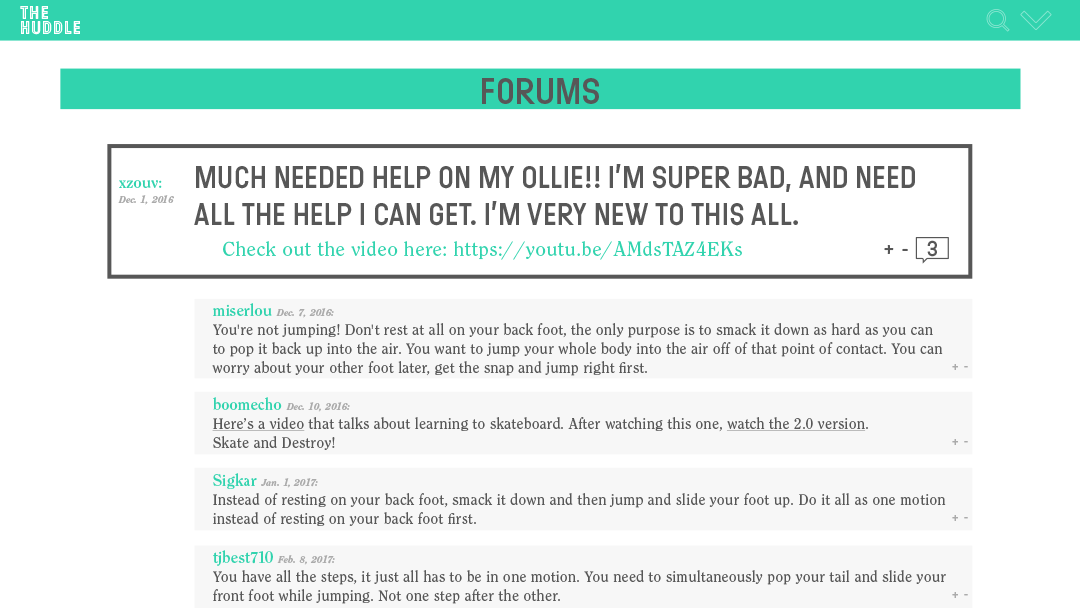 THE
HUDDLE
FORUMS
xzouv:
Dec. 1, 2016
MUCH NEEDED HELP ON MY OLLIE!! I'M SUPER BAD, AND NEED
ALL THE HELP I CAN GET. I'M VERY NEW TO THIS ALL.
Check out the video here: https://youtu.be/AMdsTAZ4EKs
+ - 3
miserlou Dec. 7, 2016:
You're not jumping! Don't rest at all on your back foot, the only purpose is to smack it down as hard as you can
to pop it back up into the air. You want to jump your whole body into the air off of that point of contact. You can
worry about your other foot later, get the snap and jump right first.
+ -
boomecho Dec. 10, 2016:
Here's a video that talks about learning to skateboard. After watching this one, watch the 2.0 version.
Skate and Destroy!
+ -
Sigkar Jan. 1, 2017:
Instead of resting on your back foot, smack it down and then jump and slide your foot up. Do it all as one motion
instead of resting on your back foot first.
+ -
tjbest710 Feb. 8, 2017:
You have all the steps, it just all has to be in one motion. You need to simultaneously pop your tail and slide your
front foot while jumping. Not one step after the other.
+ -